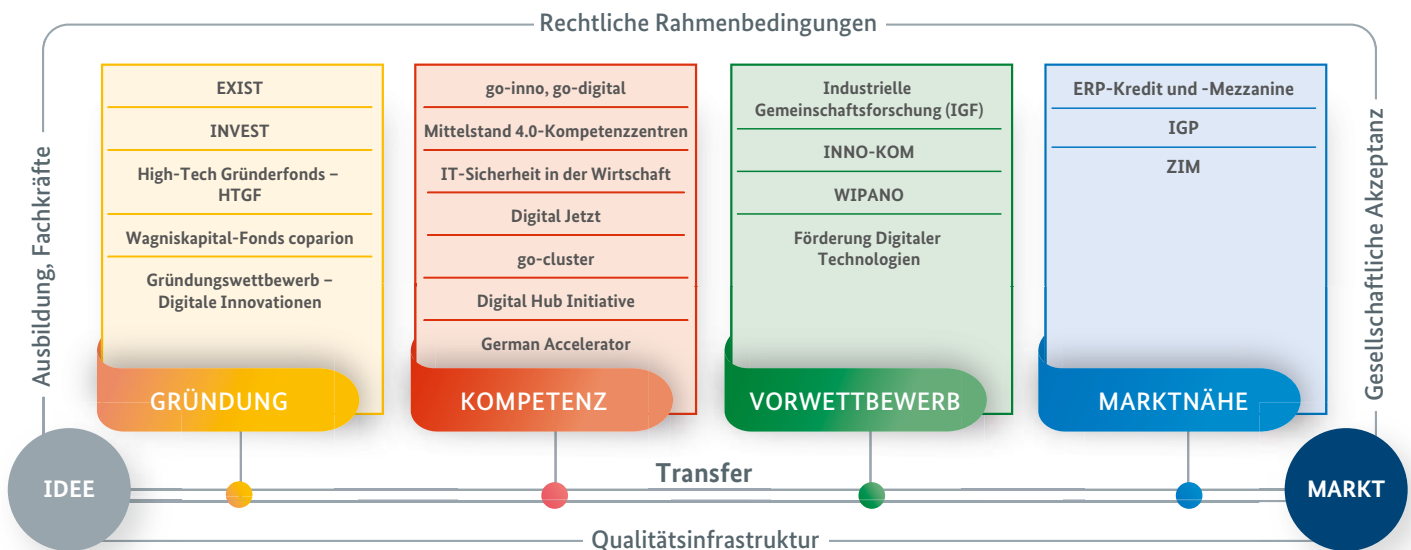 Rechtliche Rahmenbedingungen
Ausbildung, Fachkräfte
EXIST
INVEST
High-Tech Gründerfonds –
HTGF
Wagniskapital-Fonds coparion
Gründungswettbewerb –
Digitale Innovationen
GRÜNDUNG
go-inno, go-digital
Mittelstand 4.0-Kompetenzzentren
IT-Sicherheit in der Wirtschaft
Digital Jetzt
go-cluster
Digital Hub Initiative
German Accelerator
KOMPETENZ
Industrielle
Gemeinschaftsforschung (IGF)
INNO-KOM
WIPANO
Förderung Digitaler
Technologien
VORWETTBEWERB
ERP-Kredit und -Mezzanine
IGP
ZIM
MARKTNÄHE
Gesellschaftliche Akzeptanz
IDEE
Transfer
MARKT
Qualitätsinfrastruktur